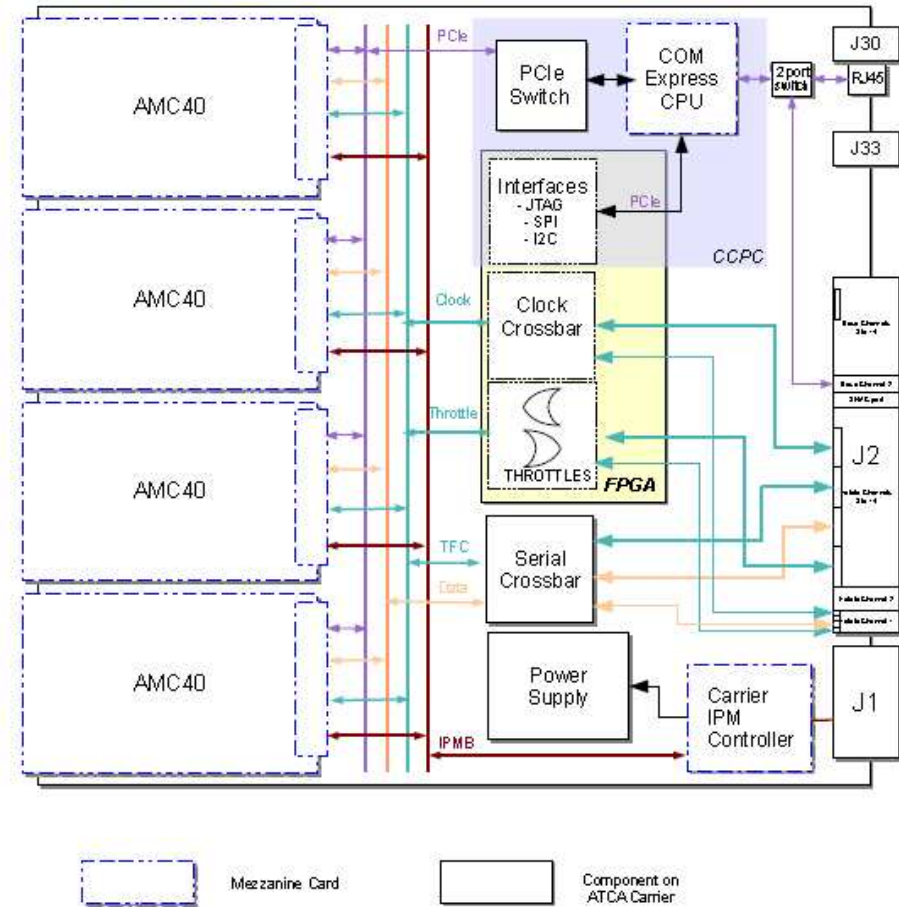 AMC40
AMC40
AMC40
AMC40
PCIe
PCIe
Switch
COM
Express
CPU
2 port
switch
RJ45
J30
J33
Interfaces
- JTAG
- SPI
- I2C
PCIe
CCPC
Clock
Clock
Crossbar
Throttle
THROTTLES
FPGA
J2
TFC
Data
Serial
Crossbar
Power
Supply
Carrier
IPM
Controller
J1
IPMB
Mezzanine Card
Component on
ATCA Carrier